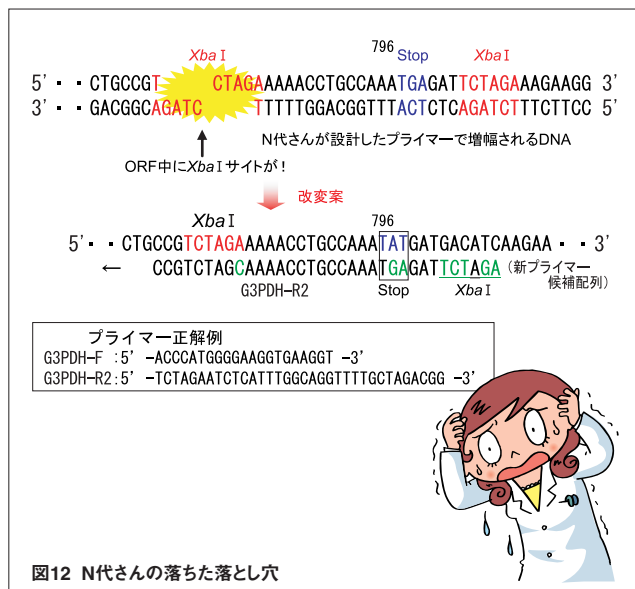 796
XbaⅠ Stop XbaⅠ
5’ ・・CTGCCGT CTAGAAAAACCTGCCAAATGAGATTCTAGAAAGAAGG 3’
3’ ・・GACGGCAGATC TTTTTGGACGGTTTACTCTCAGATCTTTCTTCC 5’
N代さんが設計したプライマーで増幅されるDNA
ORF中にXbaⅠサイトが！
改変案
XbaⅠ 796
5’ ・・CTGCCGTCTAGAAAAACCTGCCAAATATGATGACATCAAGAA・・ 3’
← CCGTCTAGCAAAACCTGCCAAATGAGATTCTAGA (新プライマー
候補配列)
G3PDH-R2 Stop XbaⅠ
プライマー正解例
G3PDH-F :5’ -ACCCATGGGGAAGGTGAAGGT -3’
G3PDH-R2:5’ -TCTAGAATCTCATTTGGCAGGTTTTGCTAGACGG -3’
図12 N代さんの落ちた落とし穴